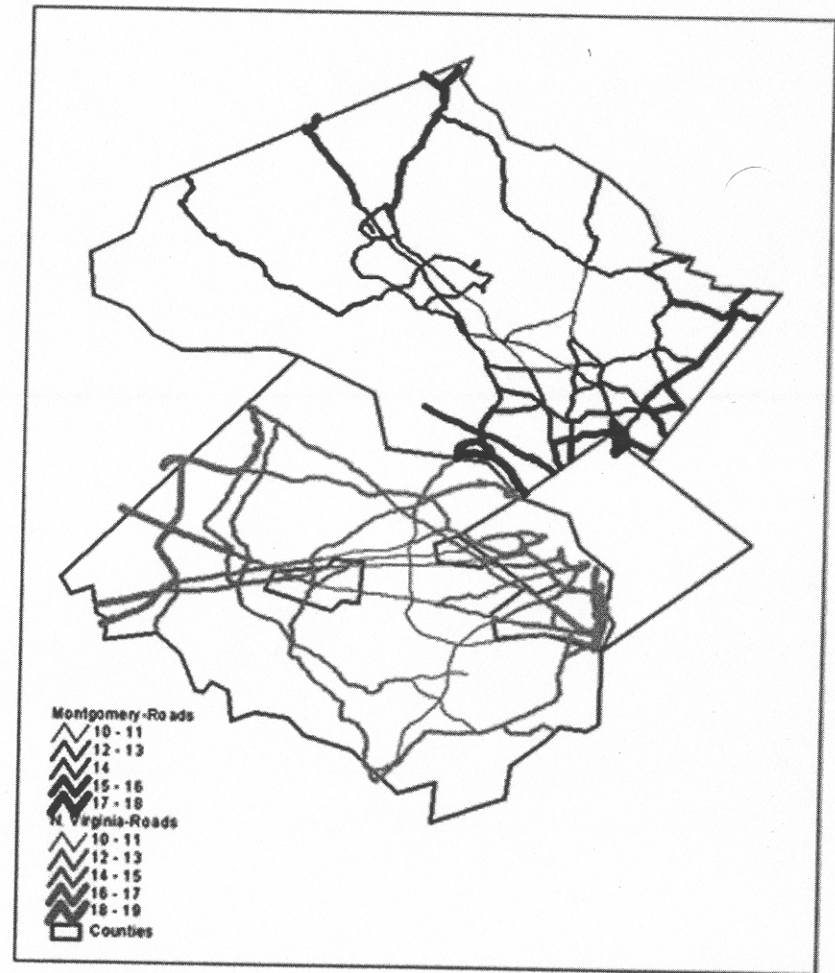 Montgomery-Roads
10 - 11
12 - 13
14
15 - 16
17 - 18
N. Virginia-Roads
10 - 11
12 - 13
14 - 15
16 - 17
18 - 19
Counties